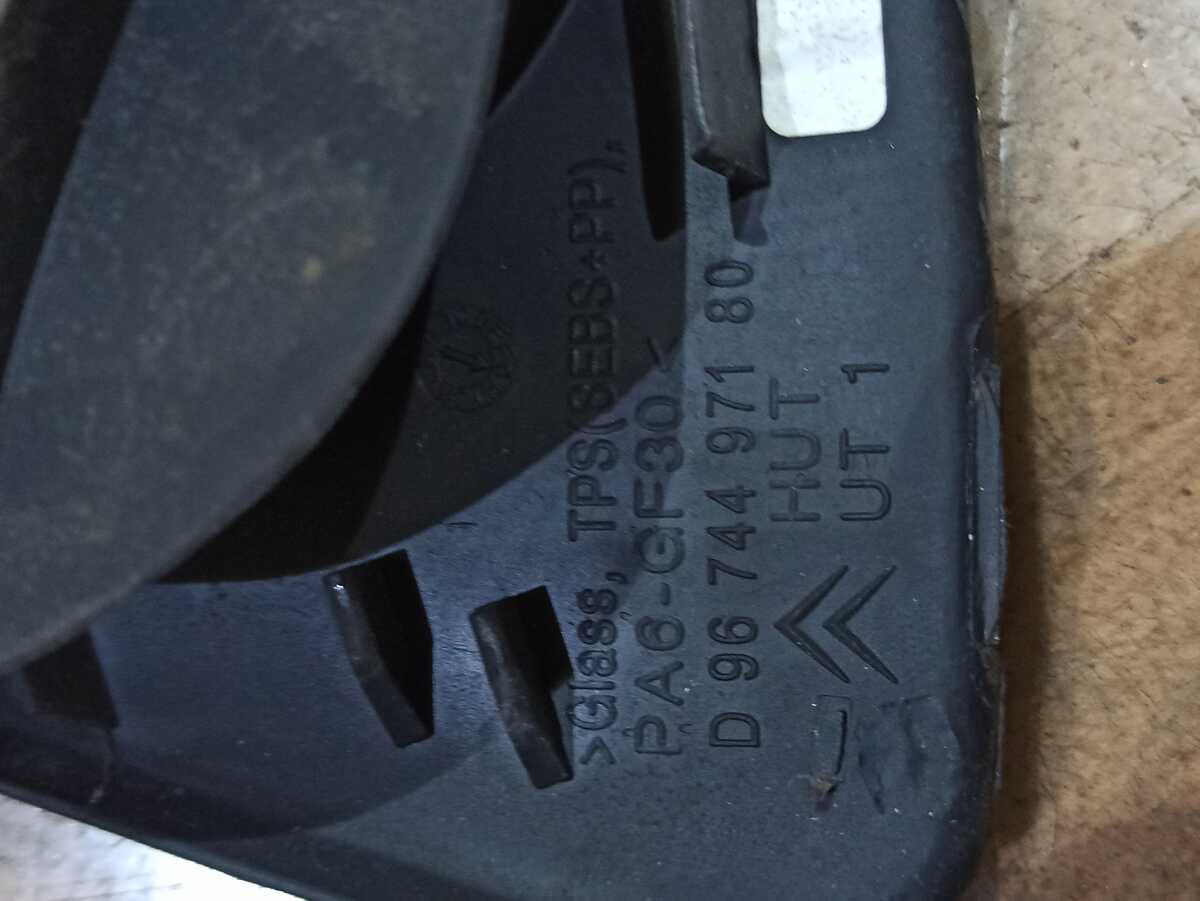 >Glass, TPS(SEBS+PP),
PA6-GF30<
D 96 744 971 80
HUT
UT 1